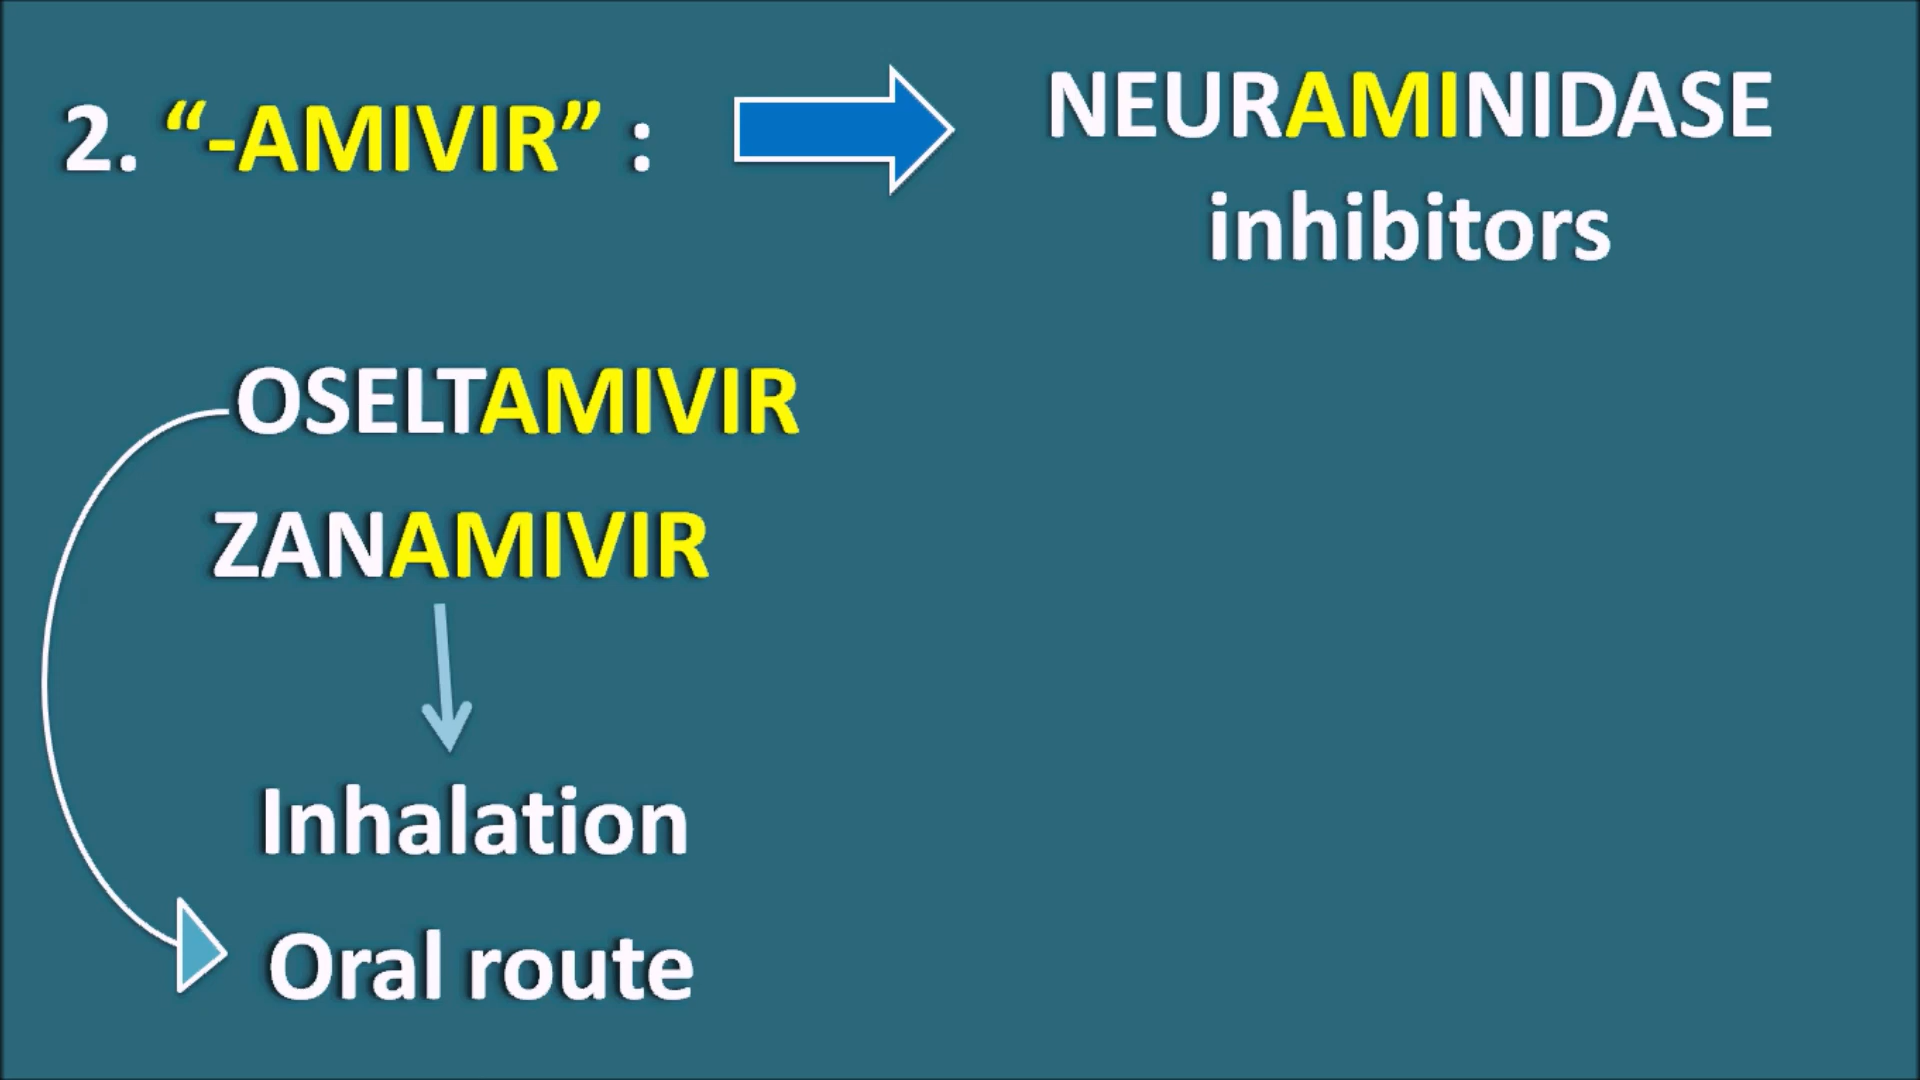 2. “-AMIVIR” :
NEURAMINIDASE
inhibitors
OSELTAMIVIR
ZANAMIVIR
Inhalation
Oral route